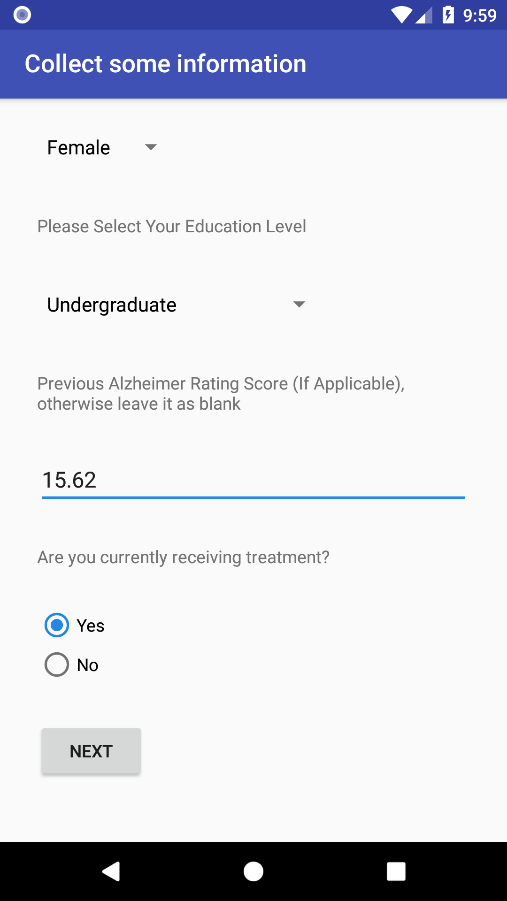 9:59
Collect some information
Female
Please Select Your Education Level
Undergraduate
Previous Alzheimer Rating Score (If Applicable),
otherwise leave it as blank
15.62
Are you currently receiving treatment?
Yes
No
NEXT